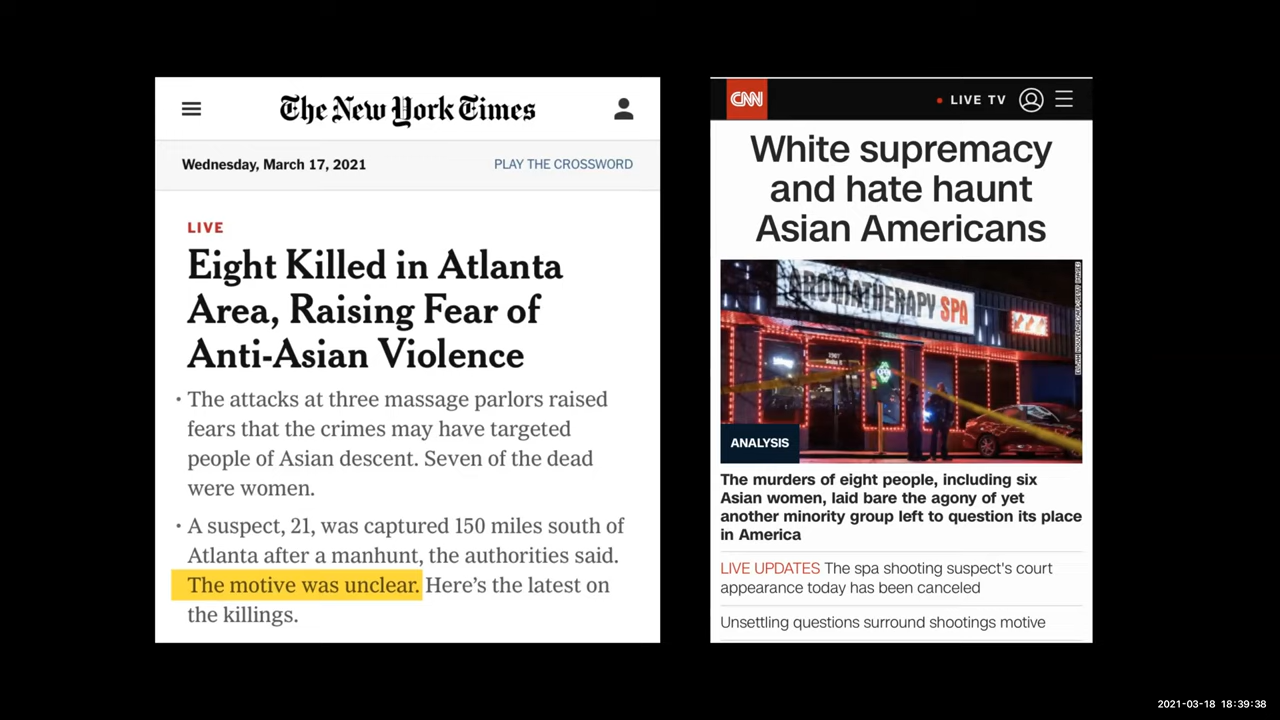 The New York Times
Wednesday, March 17, 2021
PLAY THE CROSSWORD
LIVE
Eight Killed in Atlanta
Area, Raising Fear of
Anti-Asian Violence
• The attacks at three massage parlors raised
fears that the crimes may have targeted
people of Asian descent. Seven of the dead
were women.
• A suspect, 21, was captured 150 miles south of
Atlanta after a manhunt, the authorities said.
The motive was unclear. Here's the latest on
the killings.
CNN
LIVE TV
White supremacy
and hate haunt
Asian Americans
AROMATHERAPY SPA
ANALYSIS
The murders of eight people, including six
Asian women, laid bare the agony of yet
another minority group left to question its place
in America
LIVE UPDATES The spa shooting suspect's court
appearance today has been canceled
Unsettling questions surround shootings motive
2021-03-18 18:39:38